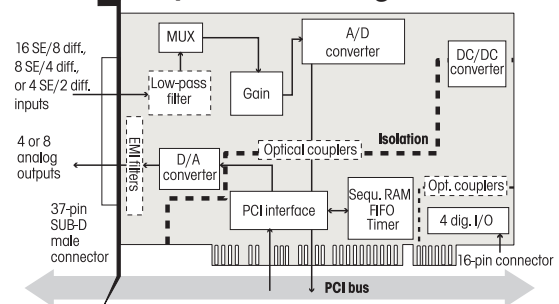 MUX
A/D
converter
16 SE/8 diff.,
8 SE/4 diff.
or 4 SE/2 diff.
inputs
DC/DC
converter
Low-pass
filter
Gain
Isolation
Optical couplers
4 or 8
analog
outputs
EMI filters
D/A
converter
Opt. couplers
Sequ. RAM
FIFO
Timer
PCI interface
4 dig. I/O
37-pin
SUB-D
male
connector
16-pin connector
PCI bus